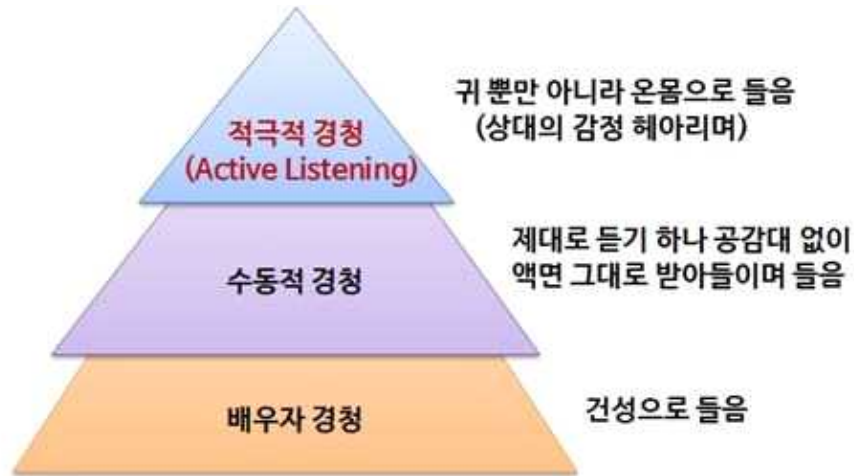 귀 뿐만 아니라 온몸으로 들음
(상대의 감정 헤아리며)
적극적 경청
(Active Listening)
제대로 듣기 하나 공감대 없이
액면 그대로 받아들이며 들음
수동적 경청
배우자 경청
건성으로 들음